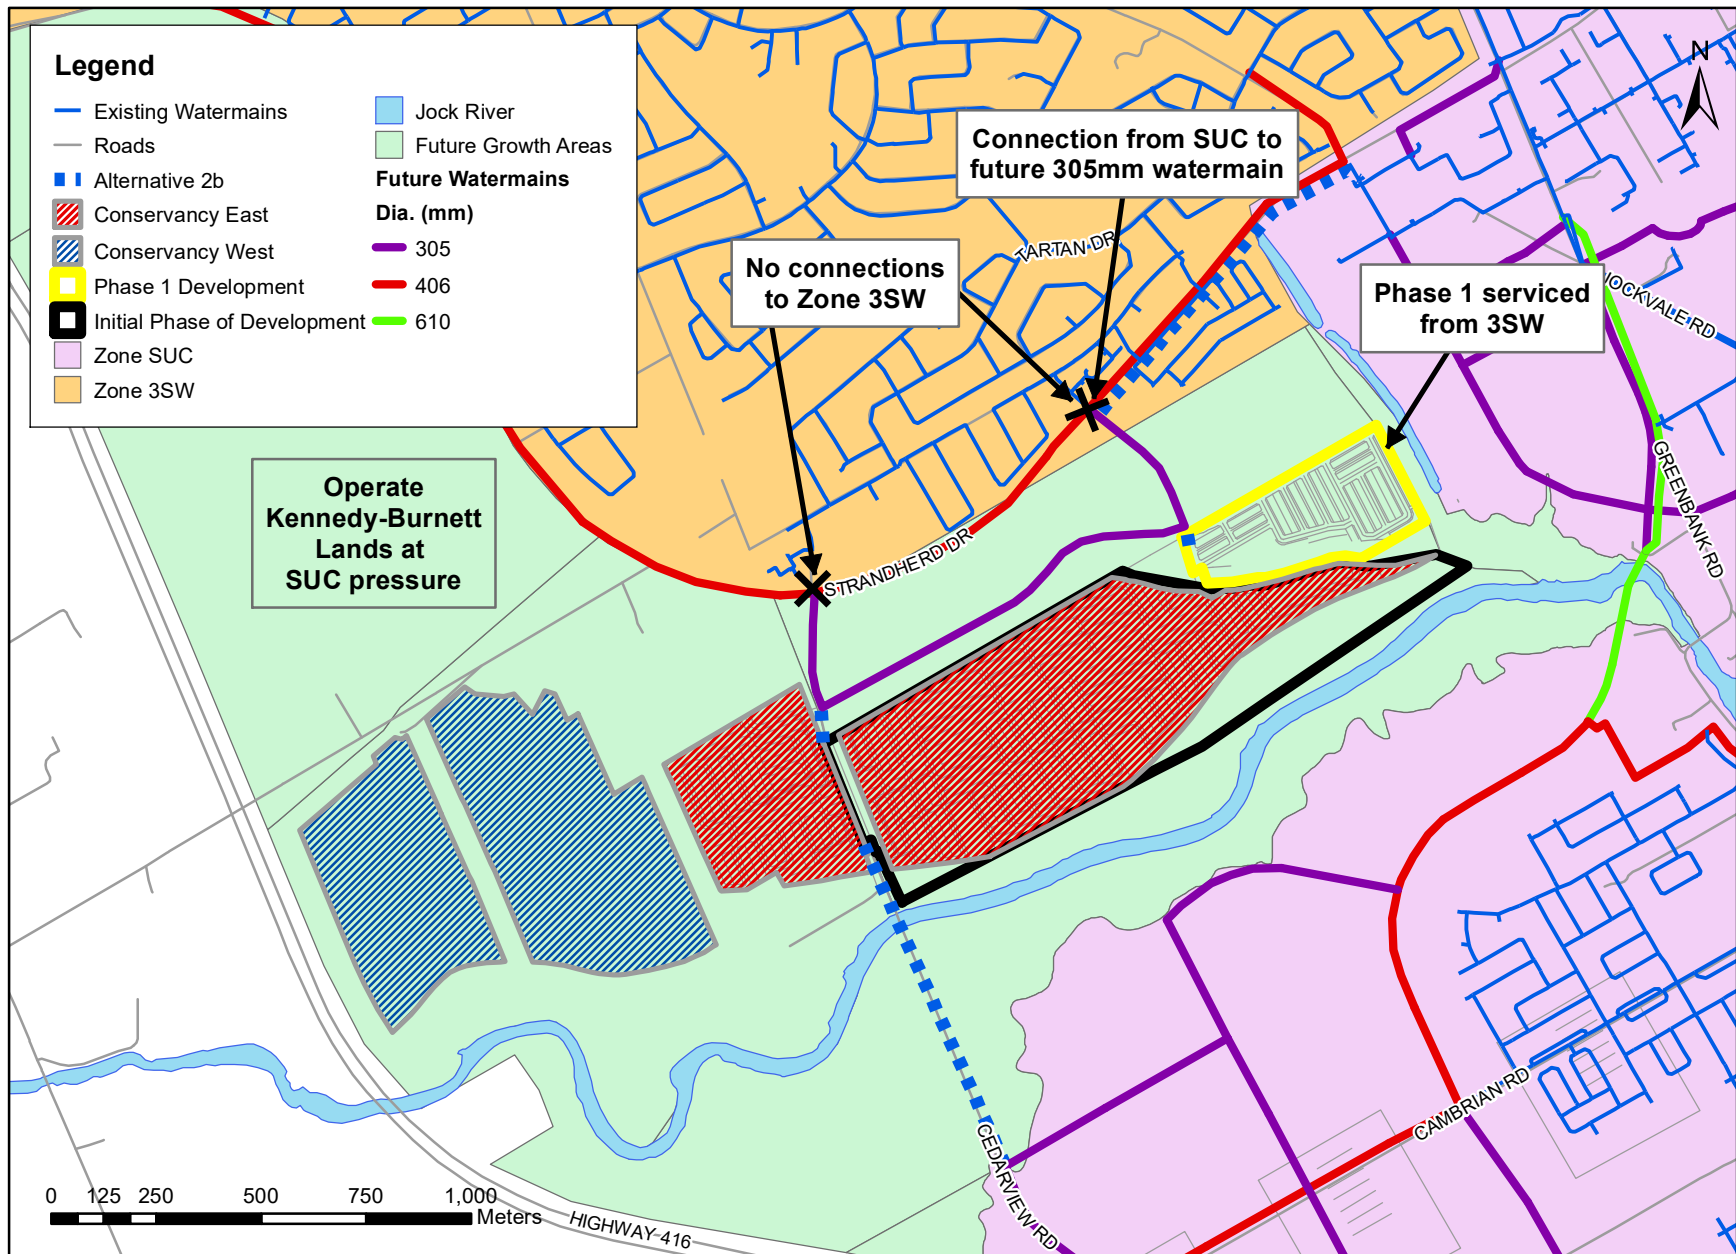 Legend
Existing Watermains
Roads
Alternative 2b
Conservancy East
Conservancy West
Phase 1 Development
Initial Phase of Development
Zone SUC
Zone 3SW
Jock River
Future Growth Areas
Future Watermains
Dia. (mm)
305
406
610
N
Connection from SUC to
future 305mm watermain
No connections
to Zone 3SW
Phase 1 serviced
from 3SW
Operate
Kennedy-Burnett
Lands at
SUC pressure
TARTAN DR
JOCKVALE RD
GREENBANK RD
STRANDHERD DR
CEDARVIEW RD
CAMBRIAN RD
HIGHWAY 416
0 125 250 500 750 1,000
Meters